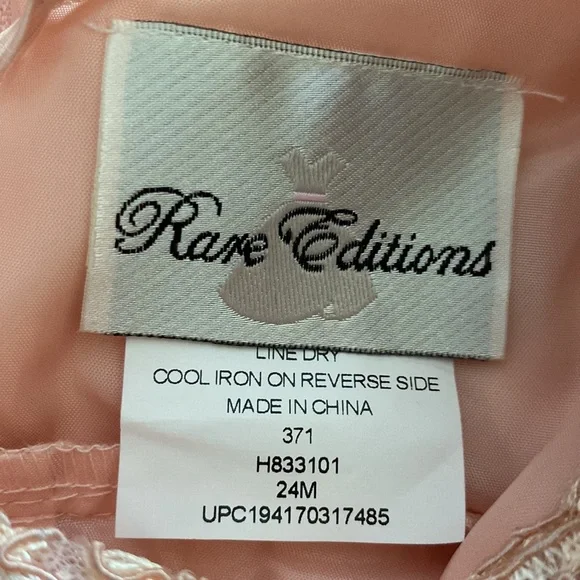 Rare Editions
LINE DRY
COOL IRON ON REVERSE SIDE
MADE IN CHINA
371
H833101
24M
UPC194170317485